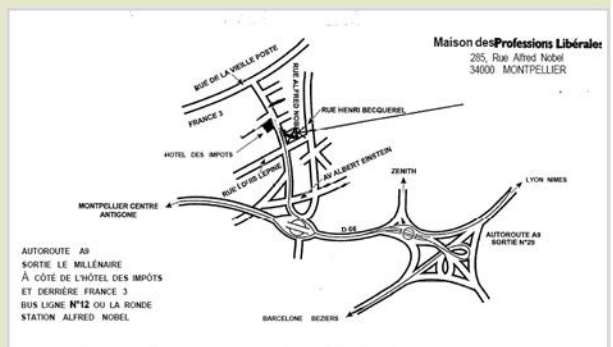 Maison des Professions Libérales
285, Rue Alfred Nobel
34000 MONTPELLIER
RUE DE LA VIEILLE POSTE
RUE ALFRED NOBEL
FRANCE 3
RUE HENRI BECQUEREL
HOTEL DES IMPOTS
RUE LOUIS LEPINE
AV ALBERT EINSTEIN
ZENITH
LYON NIMES
MONTPELLIER CENTRE
ANTIGONE
D 66
AUTOROUTE A9
SORTIE N°29
AUTOROUTE A9
SORTIE LE MILLÉNAIRE
À CÔTÉ DE L'HÔTEL DES IMPÔTS
ET DERRIÈRE FRANCE 3
BUS LIGNE N°12 OU LA RONDE
STATION ALFRED NOBEL
BARCELONE BEZIERS